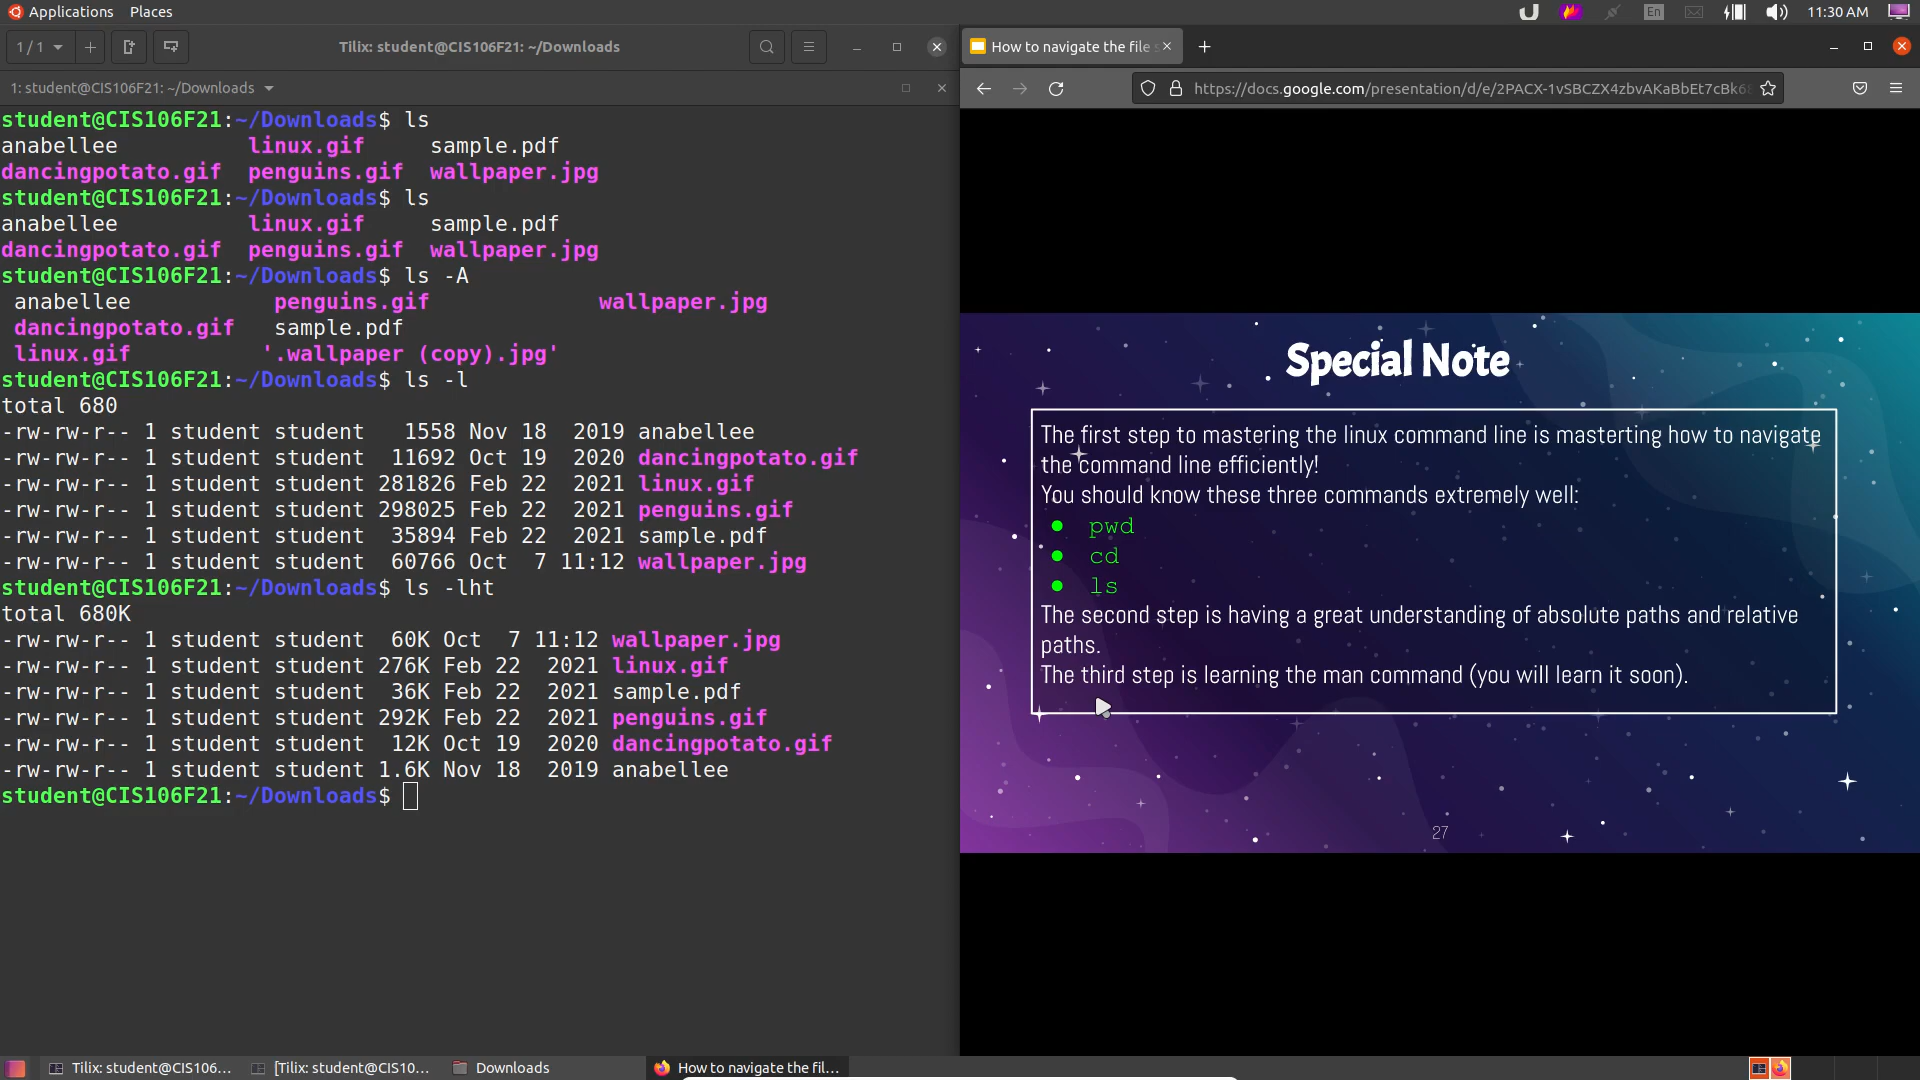 Applications Places
En
11:30 AM
1 / 1
Tilix: student@CIS106F21: ~/Downloads
1: student@CIS106F21: ~/Downloads
student@CIS106F21:~/Downloads$ ls
anabellee linux.gif sample.pdf
dancingpotato.gif penguins.gif wallpaper.jpg
student@CIS106F21:~/Downloads$ ls
anabellee linux.gif sample.pdf
dancingpotato.gif penguins.gif wallpaper.jpg
student@CIS106F21:~/Downloads$ ls -A
anabellee penguins.gif wallpaper.jpg
dancingpotato.gif sample.pdf
linux.gif '.wallpaper (copy).jpg'
student@CIS106F21:~/Downloads$ ls -l
total 680
-rw-rw-r-- 1 student student 1558 Nov 18 2019 anabellee
-rw-rw-r-- 1 student student 11692 Oct 19 2020 dancingpotato.gif
-rw-rw-r-- 1 student student 281826 Feb 22 2021 linux.gif
-rw-rw-r-- 1 student student 298025 Feb 22 2021 penguins.gif
-rw-rw-r-- 1 student student 35894 Feb 22 2021 sample.pdf
-rw-rw-r-- 1 student student 60766 Oct 7 11:12 wallpaper.jpg
student@CIS106F21:~/Downloads$ ls -lht
total 680K
-rw-rw-r-- 1 student student 60K Oct 7 11:12 wallpaper.jpg
-rw-rw-r-- 1 student student 276K Feb 22 2021 linux.gif
-rw-rw-r-- 1 student student 36K Feb 22 2021 sample.pdf
-rw-rw-r-- 1 student student 292K Feb 22 2021 penguins.gif
-rw-rw-r-- 1 student student 12K Oct 19 2020 dancingpotato.gif
-rw-rw-r-- 1 student student 1.6K Nov 18 2019 anabellee
student@CIS106F21:~/Downloads$
How to navigate the file s
https://docs.google.com/presentation/d/e/2PACX-1vSBCZX4zbvAKaBbEt7cBk68
Special Note
The first step to mastering the linux command line is masterting how to navigate
the command line efficiently!
You should know these three commands extremely well:
● pwd
● cd
● ls
The second step is having a great understanding of absolute paths and relative
paths.
The third step is learning the man command (you will learn it soon).
27
Tilix: student@CIS106... [Tilix: student@CIS10... Downloads How to navigate the fil...